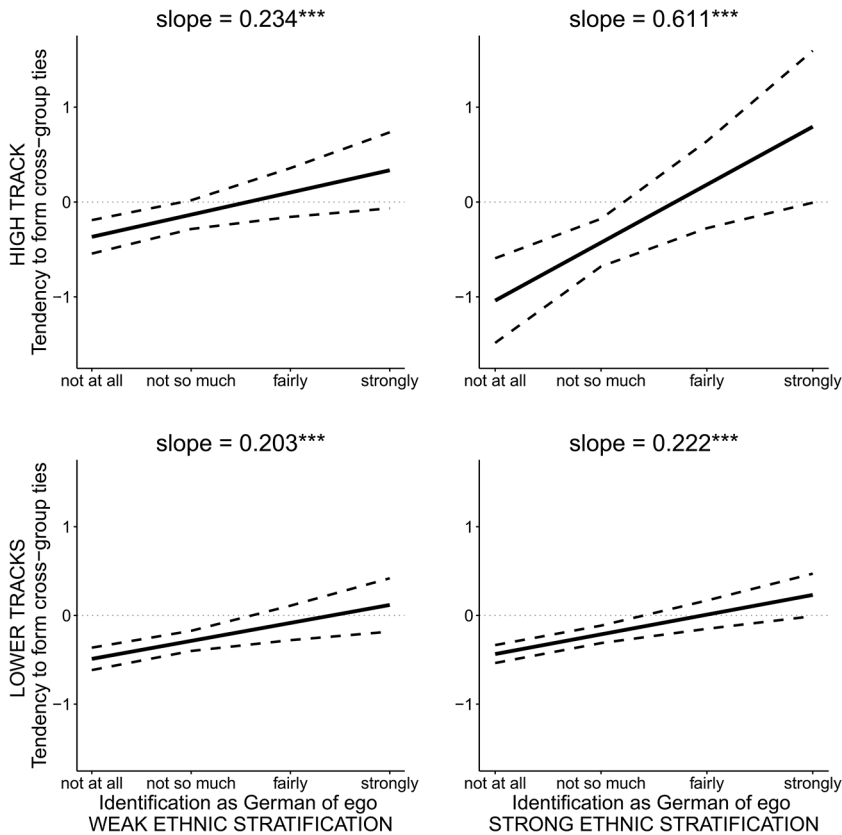 slope = 0.234***
HIGH TRACK
Tendency to form cross−group ties
1
0
−1
not at all not so much fairly strongly
slope = 0.611***
1
0
−1
not at all not so much fairly strongly
slope = 0.203***
LOWER TRACKS
Tendency to form cross−group ties
1
0
−1
not at all not so much fairly strongly
Identification as German of ego
WEAK ETHNIC STRATIFICATION
slope = 0.222***
1
0
−1
not at all not so much fairly strongly
Identification as German of ego
STRONG ETHNIC STRATIFICATION